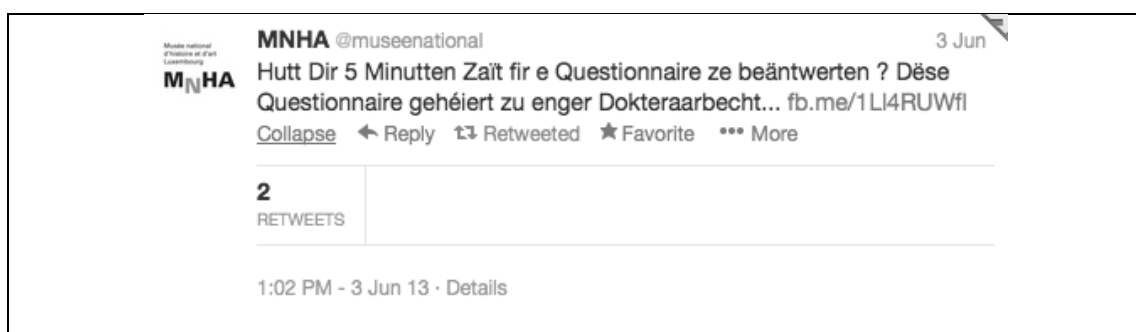 Musée national
d'histoire et d'art
Luxembourg
MNHA
MNHA @museenational 3 Jun
Hutt Dir 5 Minutten Zaït fir e Questionnaire ze beäntwerten ? Dëse
Questionnaire gehéiert zu enger Dokteraarbecht... fb.me/1Ll4RUWfl
Collapse Reply Retweeted Favorite ••• More
2
RETWEETS
1:02 PM - 3 Jun 13 · Details